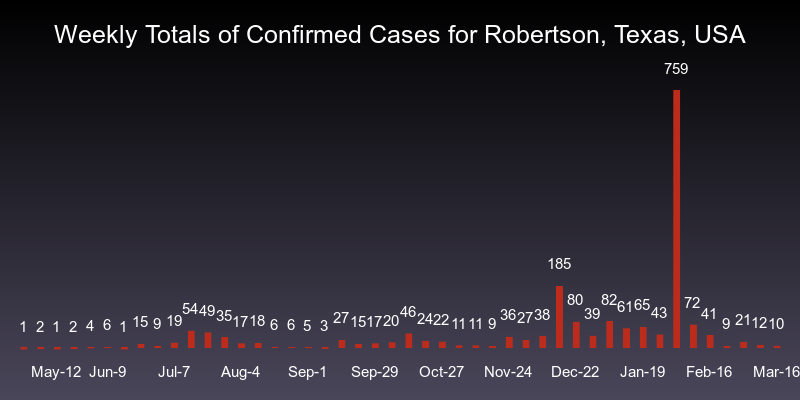 Weekly Totals of Confirmed Cases for Robertson, Texas, USA
759
185
1 2 1 2 4 6 1 15 9 19 54 49 35 17 18 6 6 5 3 27 15 17 20 46 24 22 11 11 9 36 27 38 80 39 82 61 65 43 72 41 9 21 12 10
May-12 Jun-9 Jul-7 Aug-4 Sep-1 Sep-29 Oct-27 Nov-24 Dec-22 Jan-19 Feb-16 Mar-16